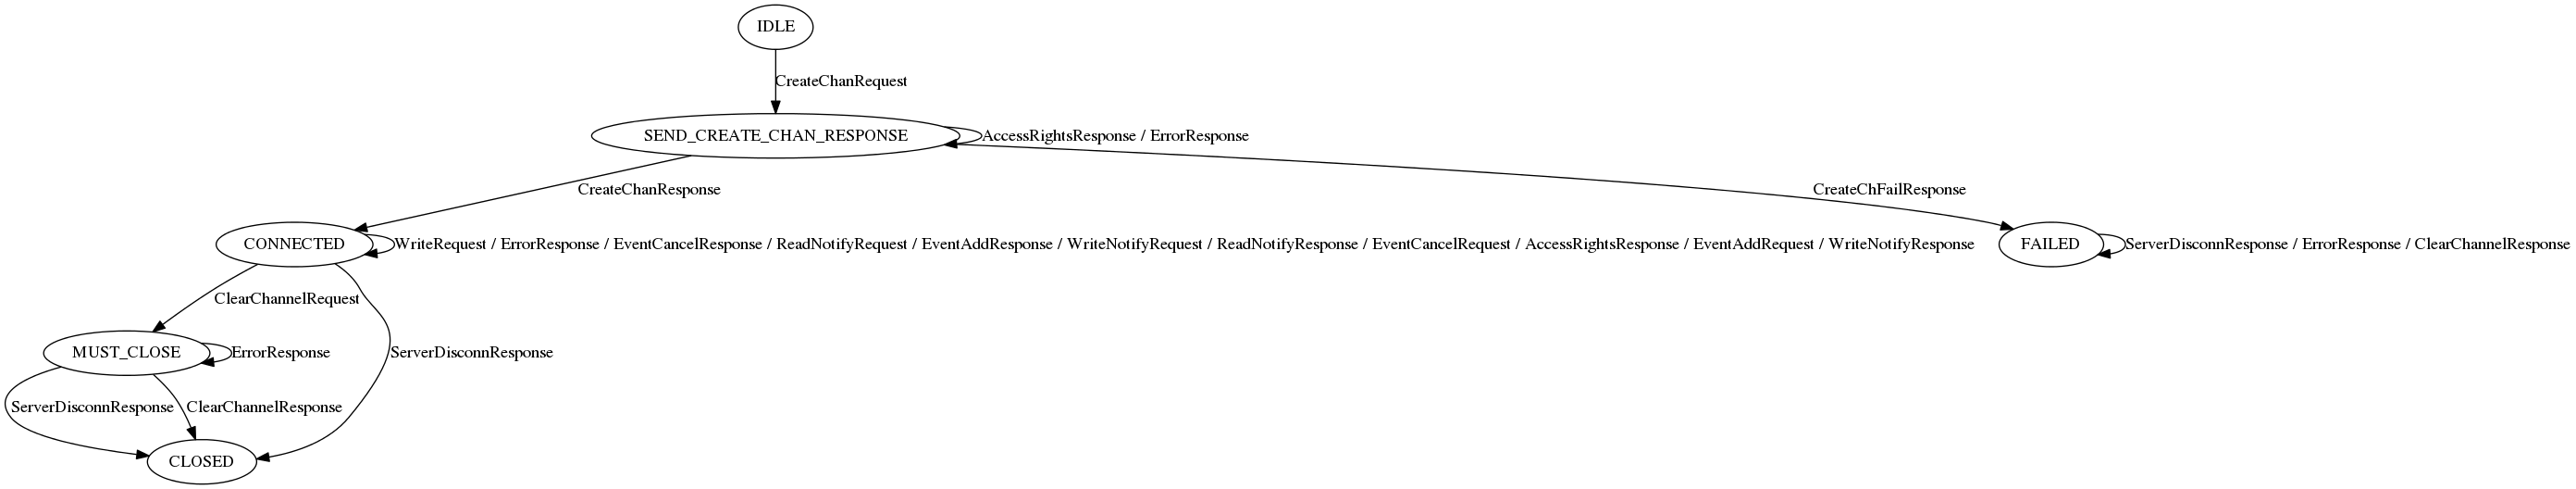 IDLE
CreateChanRequest
SEND_CREATE_CHAN_RESPONSE
AccessRightsResponse / ErrorResponse
CreateChanResponse
CreateChFailResponse
CONNECTED
WriteRequest / ErrorResponse / EventCancelResponse / ReadNotifyRequest / EventAddResponse / WriteNotifyRequest / ReadNotifyResponse / EventCancelRequest / AccessRightsResponse / EventAddRequest / WriteNotifyResponse
FAILED
ServerDisconnResponse / ErrorResponse / ClearChannelResponse
ClearChannelRequest
MUST_CLOSE
ErrorResponse
ServerDisconnResponse
ServerDisconnResponse
ClearChannelResponse
CLOSED